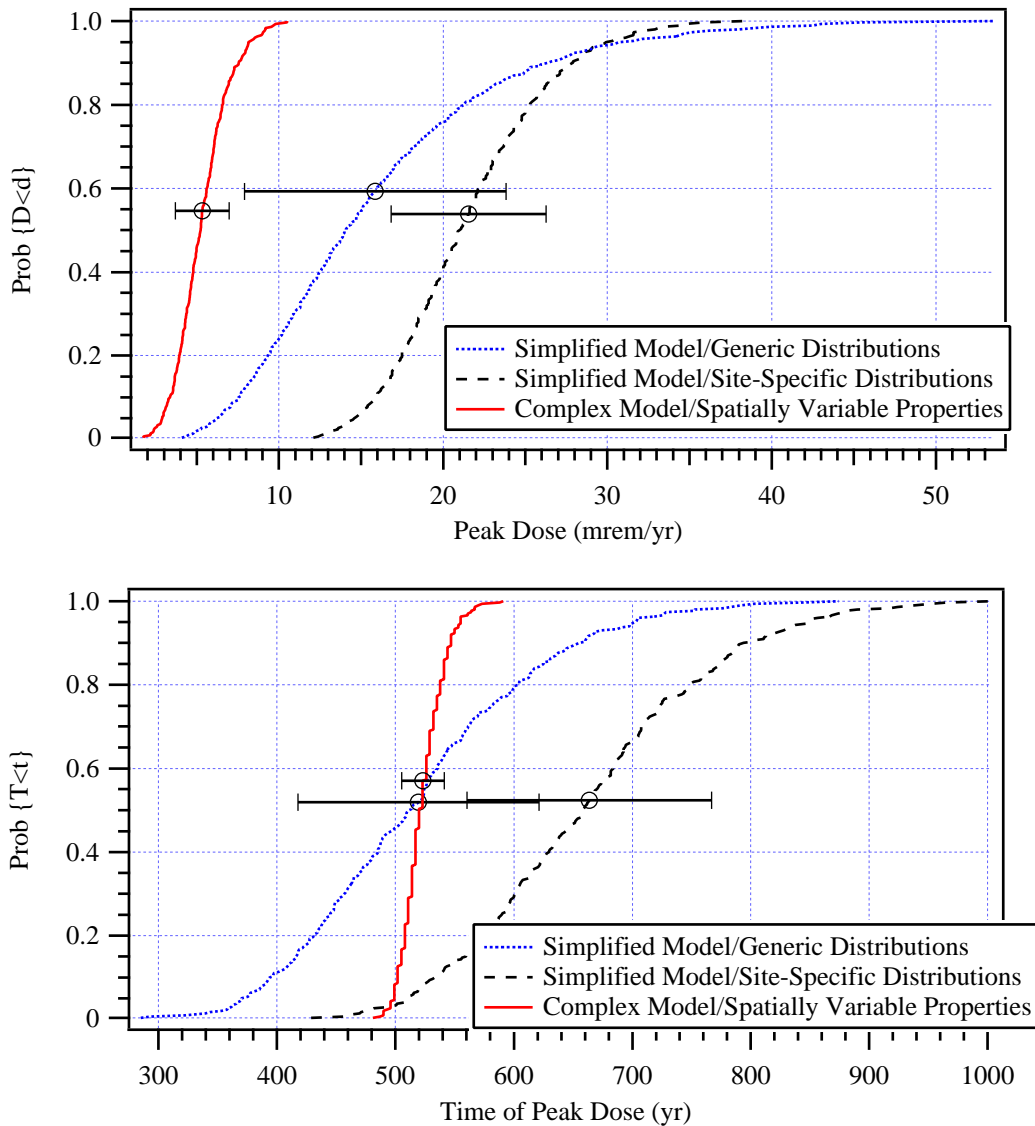 1.0
0.8
0.6
0.4
0.2
0
Prob {D<d}
Simplified Model/Generic Distributions
Simplified Model/Site-Specific Distributions
Complex Model/Spatially Variable Properties
10 20 30 40 50
Peak Dose (mrem/yr)
1.0
0.8
0.6
0.4
0.2
0
Prob {T<t}
Simplified Model/Generic Distributions
Simplified Model/Site-Specific Distributions
Complex Model/Spatially Variable Properties
300 400 500 600 700 800 900 1000
Time of Peak Dose (yr)